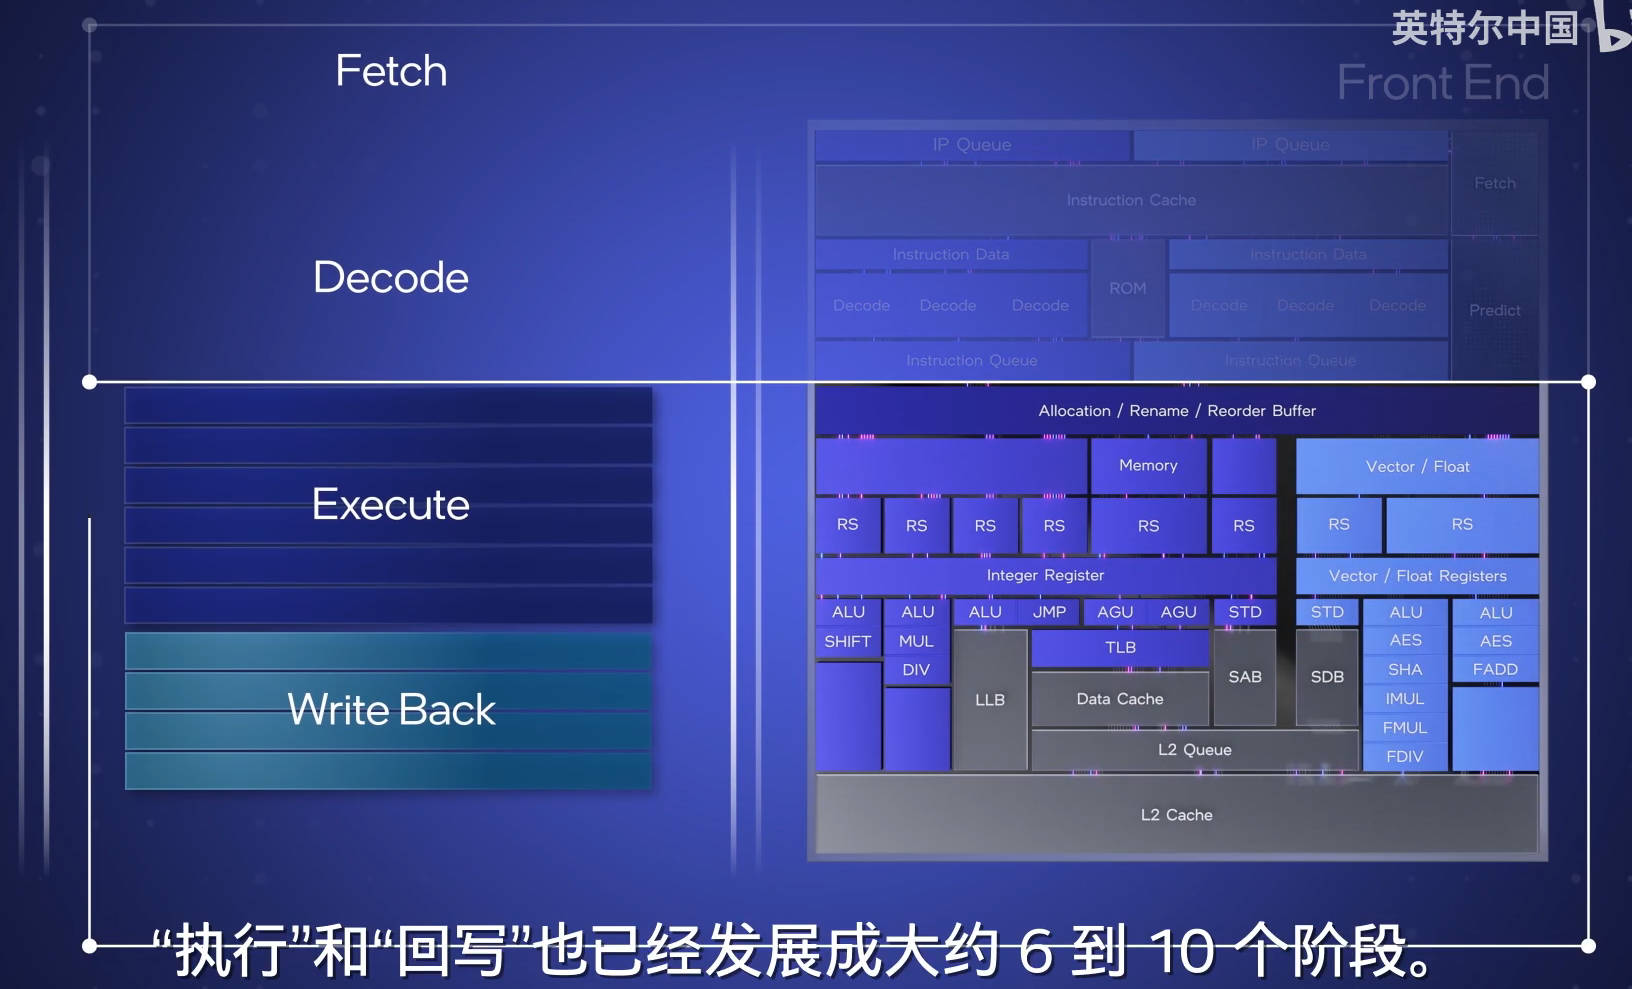 英特尔中国
Fetch
Front End
IP Queue
IP Queue
Fetch
Instruction Cache
Decode
Instruction Data
Instruction Data
ROM
Decode
Decode
Decode
Decode
Decode
Decode
Predict
Instruction Queue
Instruction Queue
Allocation / Rename / Reorder Buffer
Memory
Vector / Float
Execute
RS
RS
RS
RS
RS
RS
RS
RS
Integer Register
Vector / Float Registers
ALU
ALU
ALU
JMP
AGU
AGU
STD
STD
ALU
ALU
SHIFT
MUL
TLB
AES
AES
DIV
SAB
SDB
SHA
FADD
Write Back
LLB
Data Cache
IMUL
FMUL
L2 Queue
FDIV
L2 Cache
“执行”和“回写”也已经发展成大约 6 到 10 个阶段。